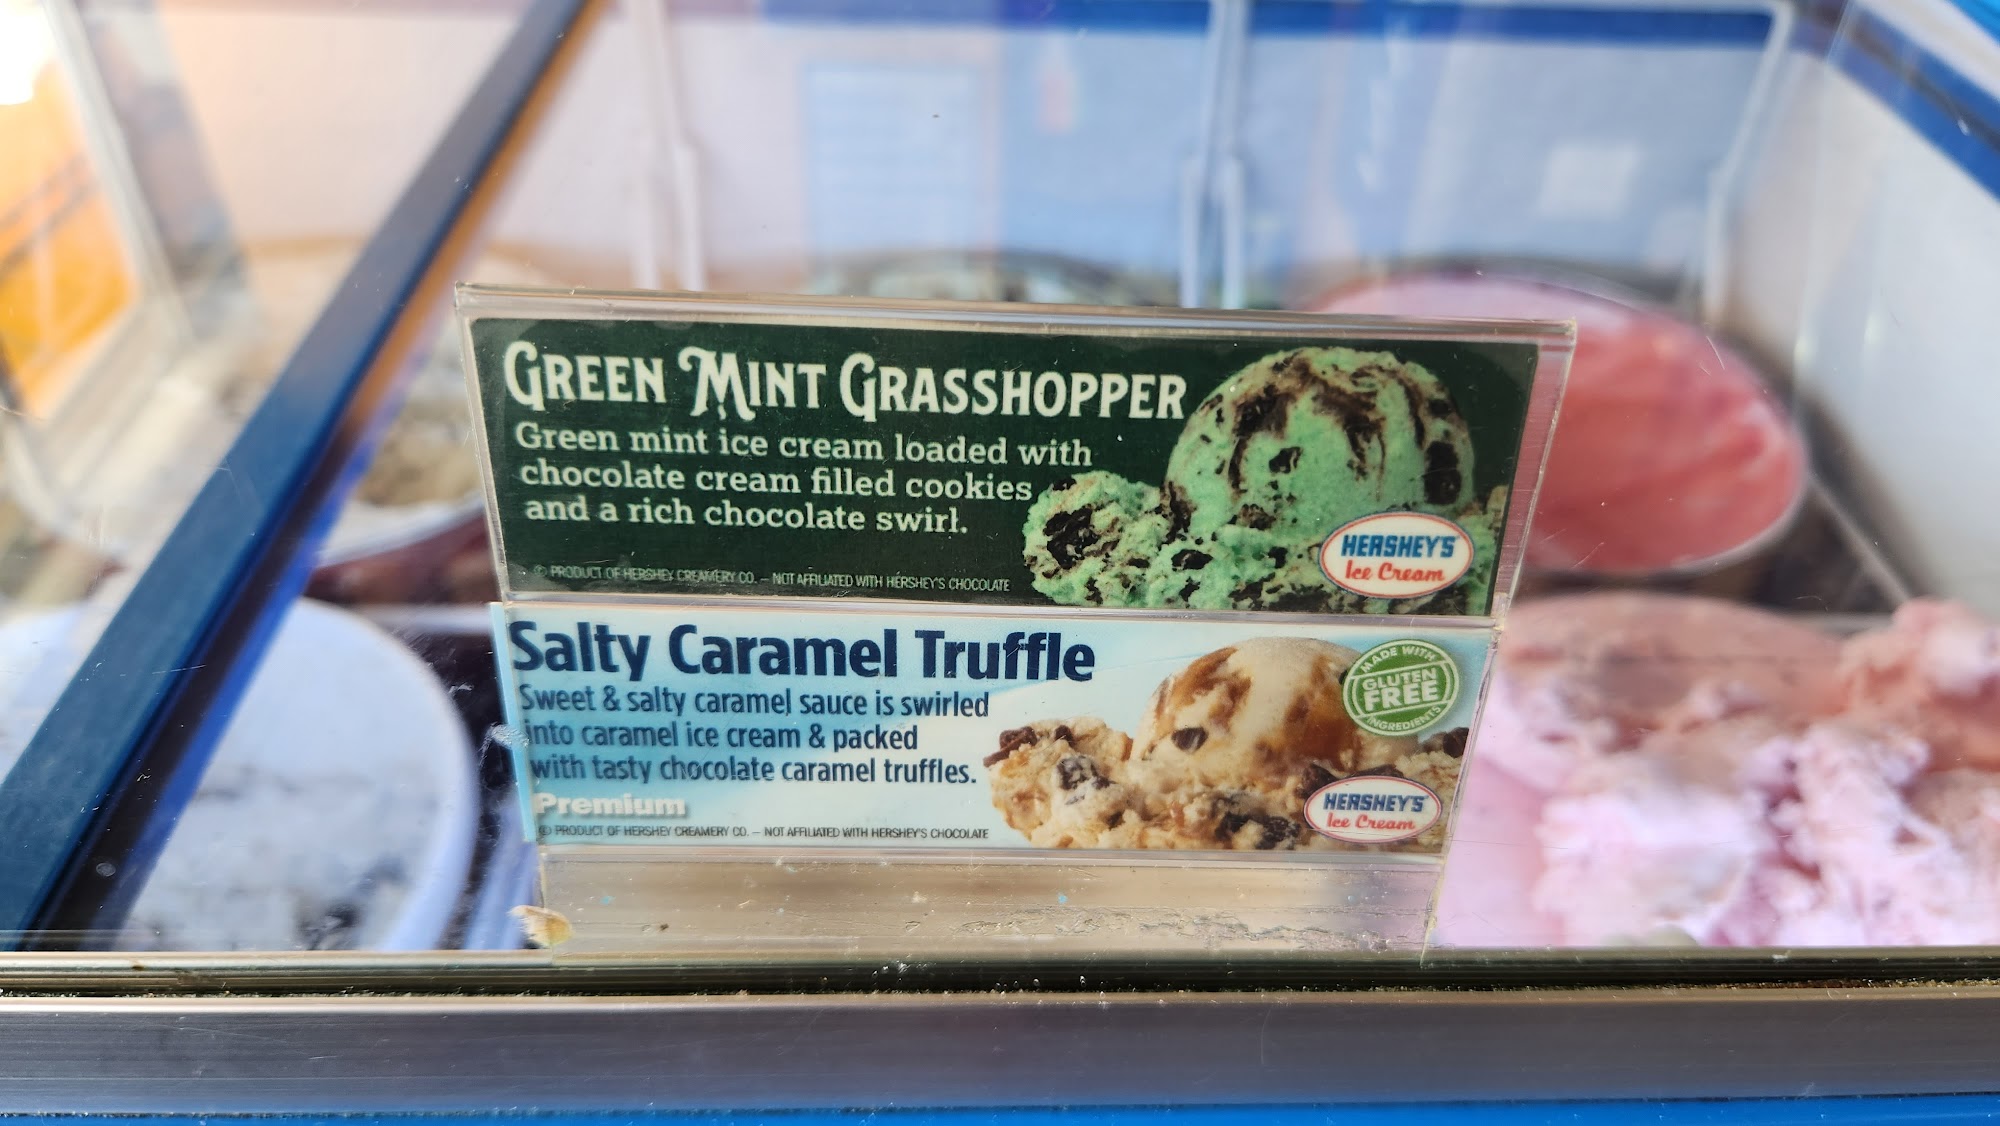 GREEN MINT GRASSHOPPER
Green mint ice cream loaded with
chocolate cream filled cookies
and a rich chocolate swirl.
HERSHEY'S
Ice Cream
© PRODUCT OF HERSHEY CREAMERY CO. — NOT AFFILIATED WITH HERSHEY'S CHOCOLATE
Salty Caramel Truffle
MADE WITH
GLUTEN
FREE
INGREDIENTS
Sweet & salty caramel sauce is swirled
into caramel ice cream & packed
with tasty chocolate caramel truffles.
Premium
HERSHEY'S
Ice Cream
© PRODUCT OF HERSHEY CREAMERY CO. — NOT AFFILIATED WITH HERSHEY'S CHOCOLATE